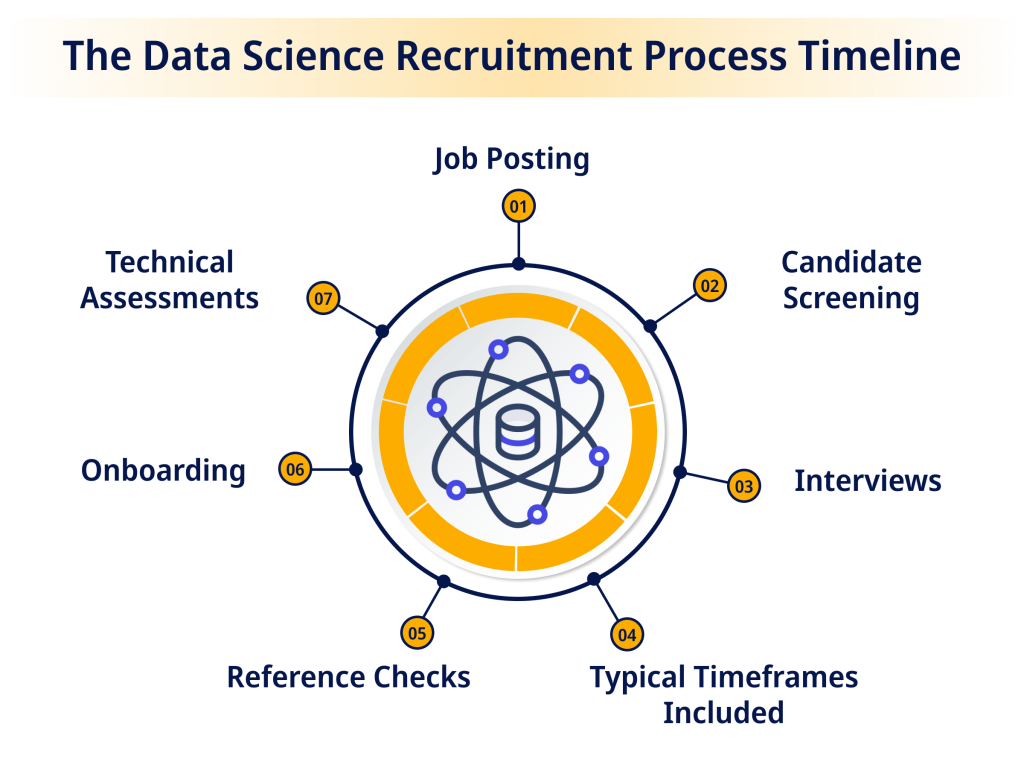 The Data Science Recruitment Process Timeline
Job Posting
01
Candidate
Screening
02
Interviews
03
04
Typical Timeframes
Included
05
Reference Checks
Onboarding
06
Technical
Assessments
07